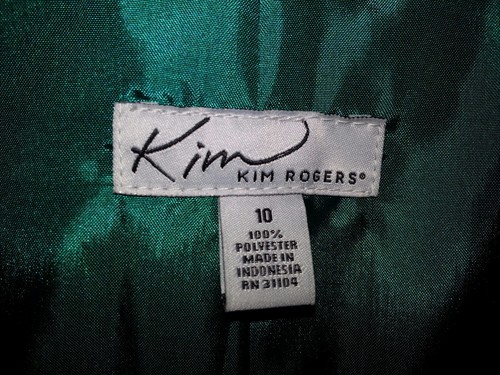 Kim
KIM ROGERS®
10
100%
POLYESTER
MADE IN
INDONESIA
RN 31104